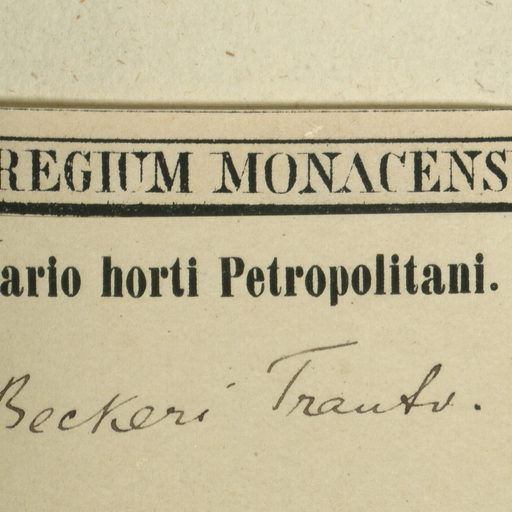 REGIUM MONACENS
ario horti Petropolitani.
Beckeri Trautv.